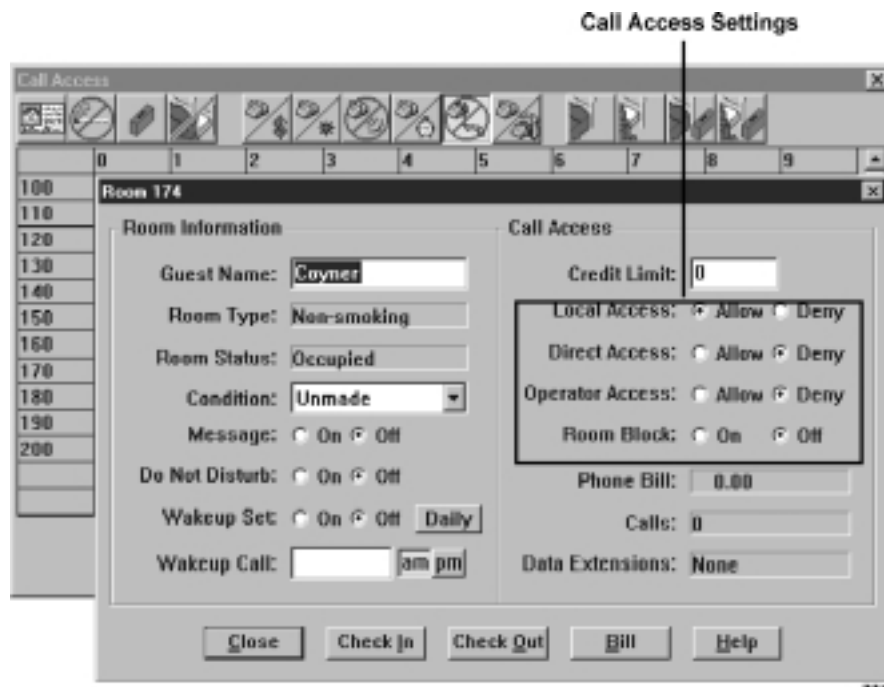 Call Access Settings
Call Access
0 1 2 3 4 5 6 7 8 9
100
110
120
130
140
150
160
170
180
190
200
Room 174
Room Information
Guest Name: Coyner
Room Type: Non-smoking
Room Status: Occupied
Condition: Unmade
Message: On Off
Do Not Disturb: On Off
Wakeup Set: On Off Daily
Wakeup Call: am pm
Call Access
Credit Limit: 0
Local Access: Allow Deny
Direct Access: Allow Deny
Operator Access: Allow Deny
Room Block: On Off
Phone Bill: 0.00
Calls: 0
Data Extensions: None
Close Check In Check Out Bill Help